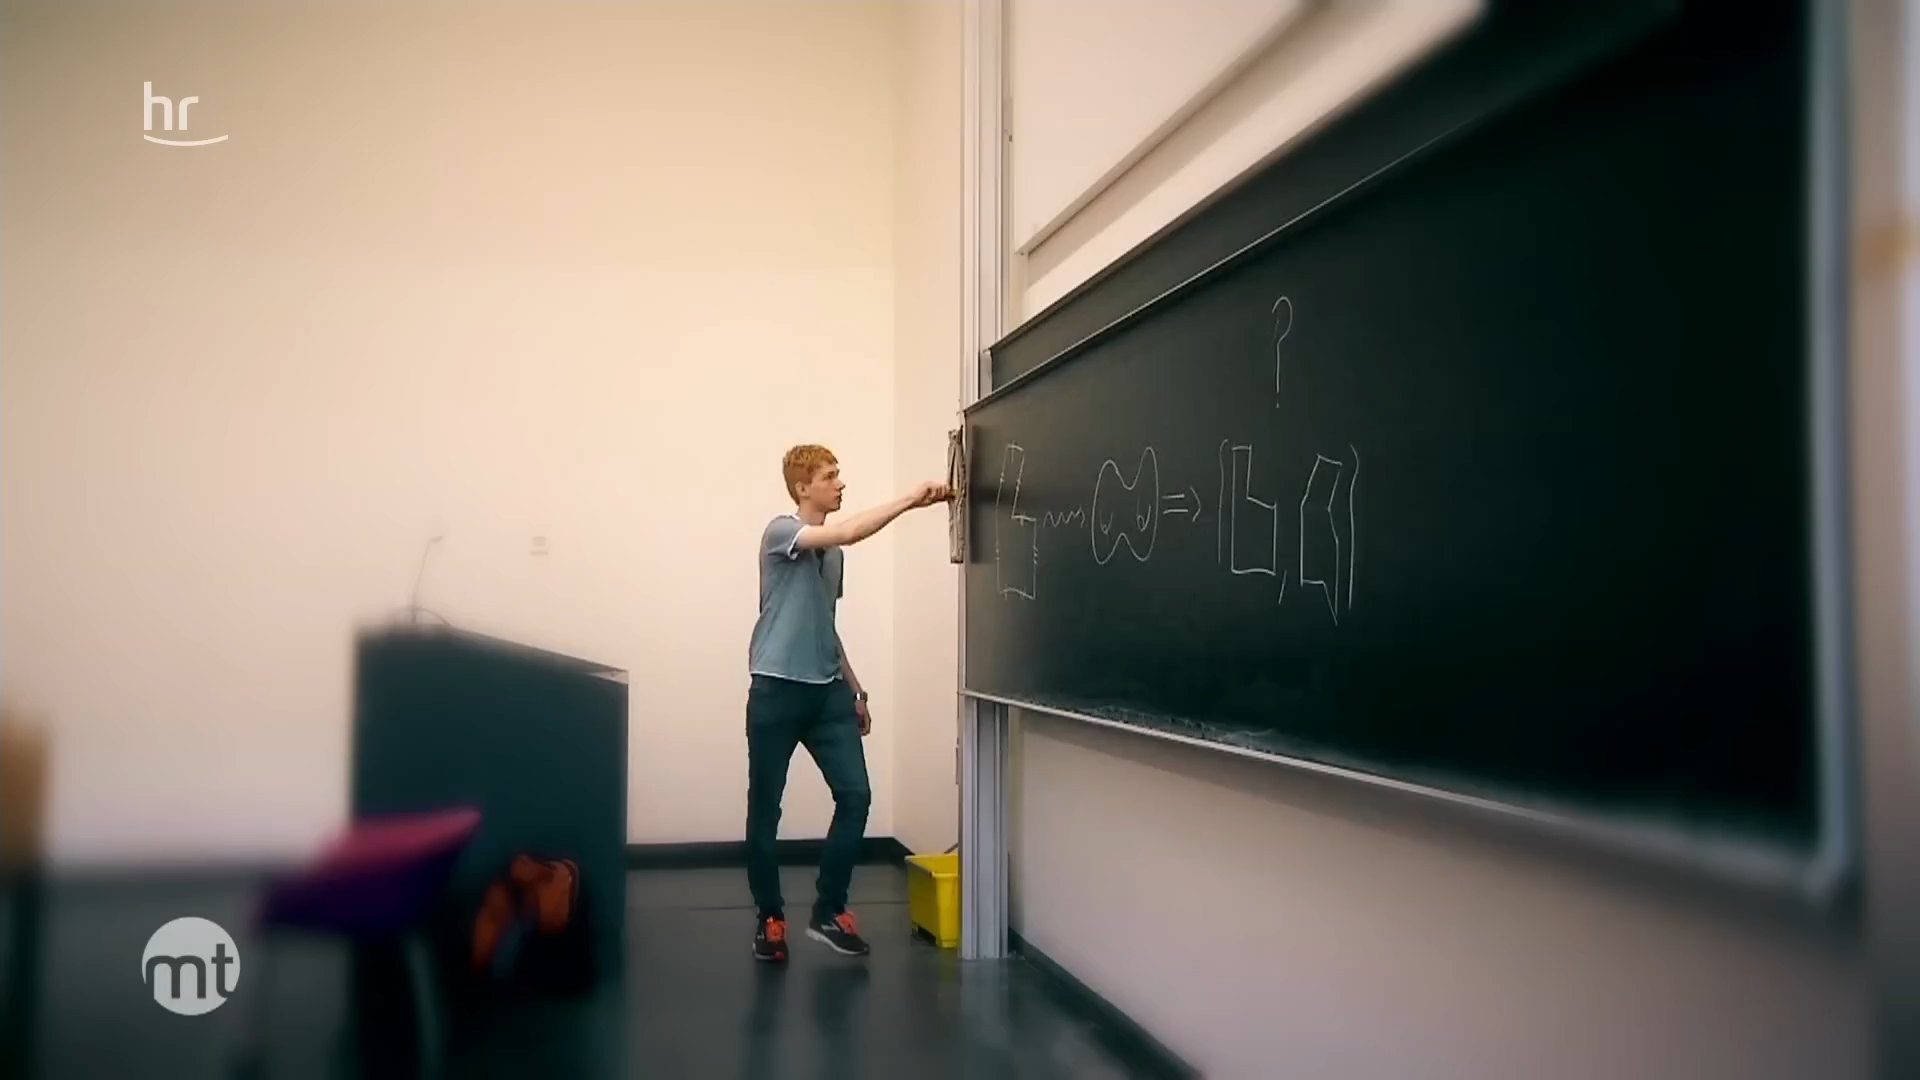 hr
?
=> ( , )
mt